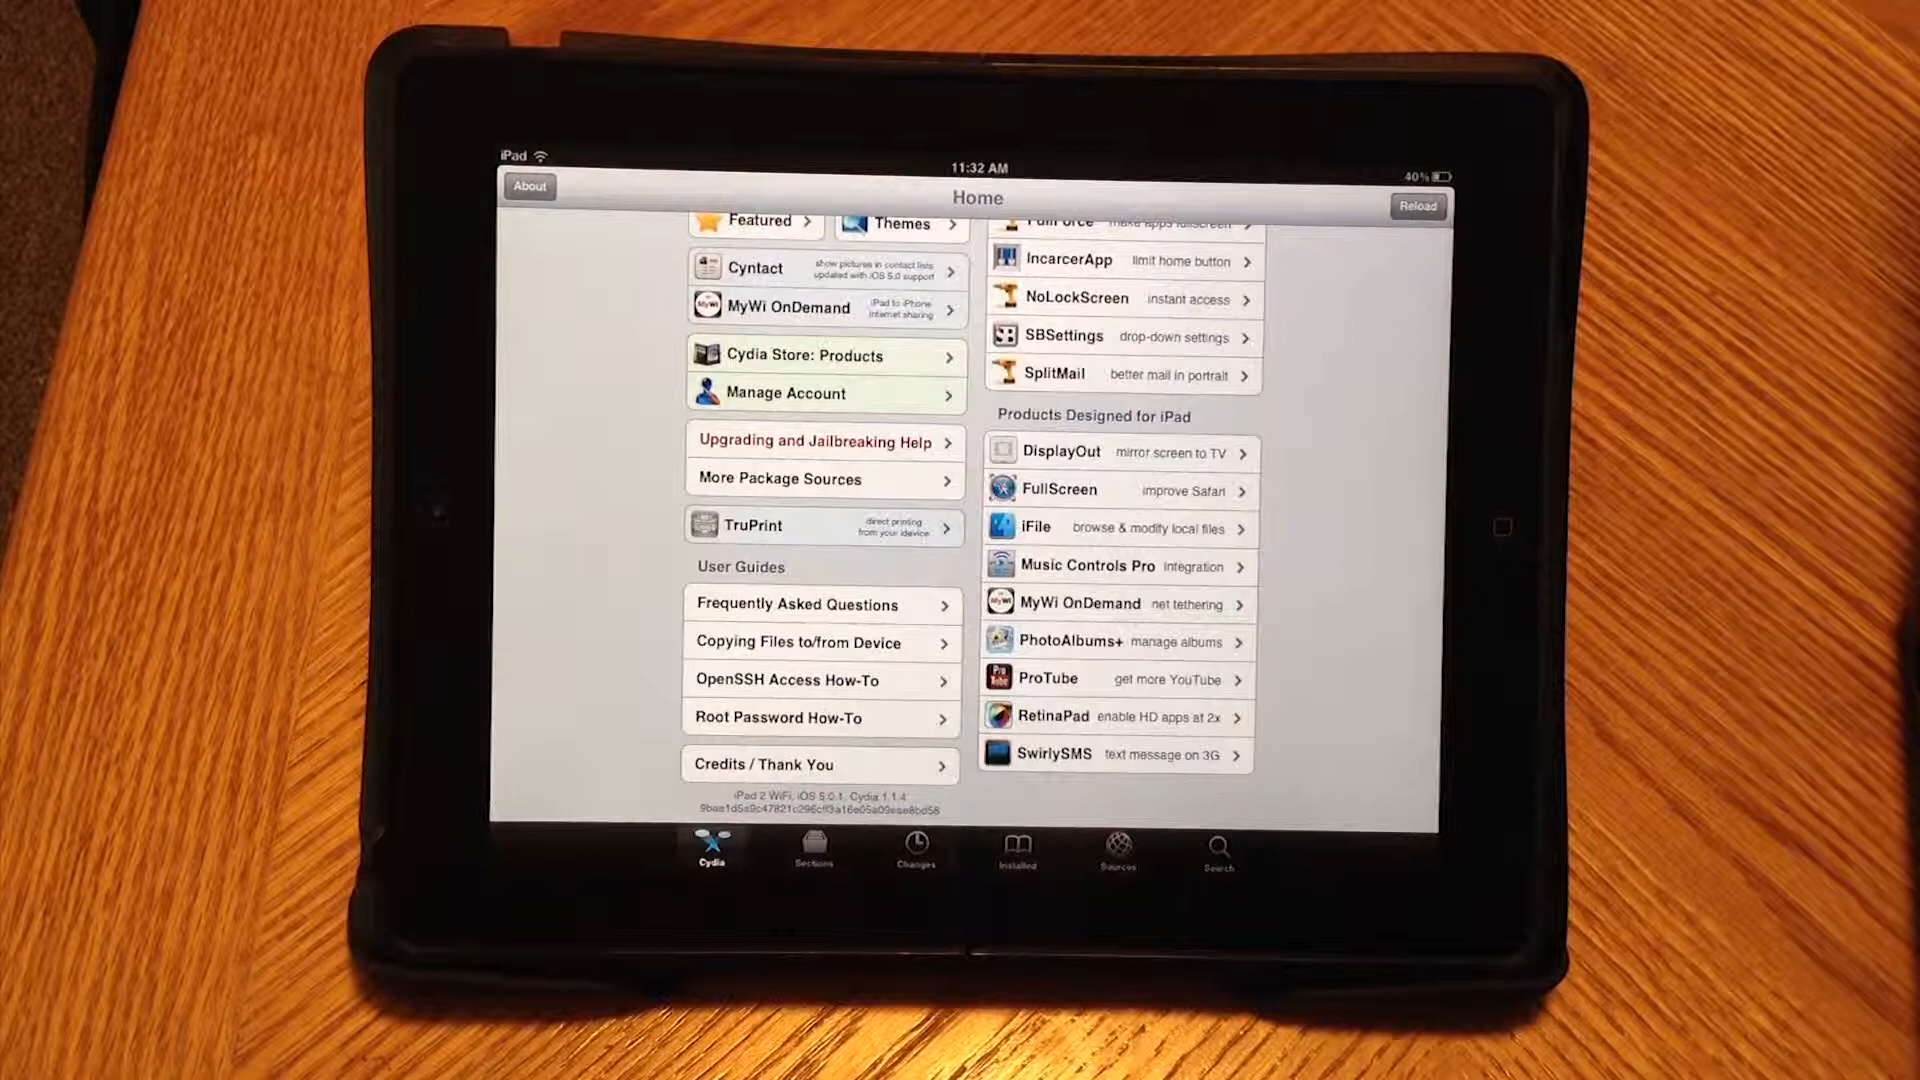 iPad
11:32 AM
40%
About
Home
Reload
Featured
Themes
Cyntact
show pictures in contact lists
updated with iOS 5.0 support
MyWi OnDemand
iPad to iPhone
internet sharing
Cydia Store: Products
Manage Account
Upgrading and Jailbreaking Help
More Package Sources
TruPrint
direct printing
from your idevice
User Guides
Frequently Asked Questions
Copying Files to/from Device
OpenSSH Access How-To
Root Password How-To
Credits / Thank You
iPad 2 WiFi, iOS 5.0.1, Cydia 1.1.4
make apps fullscreen
IncarcerApp limit home button
NoLockScreen instant access
SBSettings drop-down settings
SplitMail better mail in portrait
Products Designed for iPad
DisplayOut mirror screen to TV
FullScreen improve Safari
iFile browse & modify local files
Music Controls Pro integration
MyWi OnDemand net tethering
PhotoAlbums+ manage albums
ProTube get more YouTube
RetinaPad enable HD apps at 2x
SwirlySMS text message on 3G
Cydia
Sections
Changes
Installed
Sources
Search